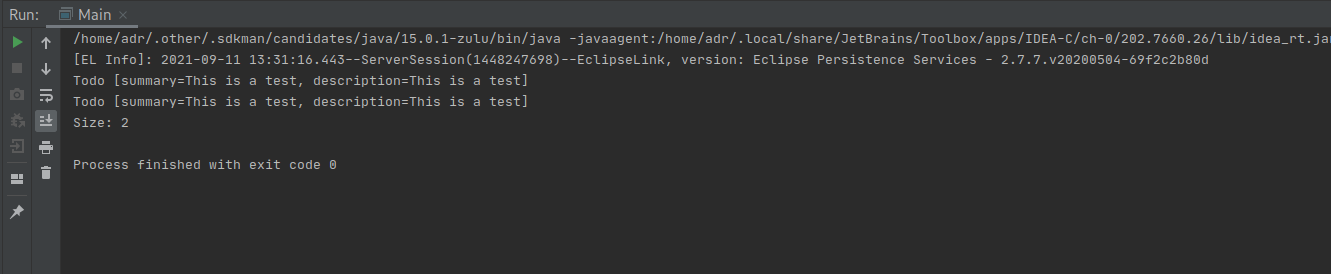 Run: Main
/home/adr/.other/.sdkman/candidates/java/15.0.1-zulu/bin/java -javaagent:/home/adr/.local/share/JetBrains/Toolbox/apps/IDEA-C/ch-0/202.7660.26/lib/idea_rt.jar
[EL Info]: 2021-09-11 13:31:16.443--ServerSession(1448247698)--EclipseLink, version: Eclipse Persistence Services - 2.7.7.v20200504-69f2c2b80d
Todo [summary=This is a test, description=This is a test]
Todo [summary=This is a test, description=This is a test]
Size: 2
Process finished with exit code 0